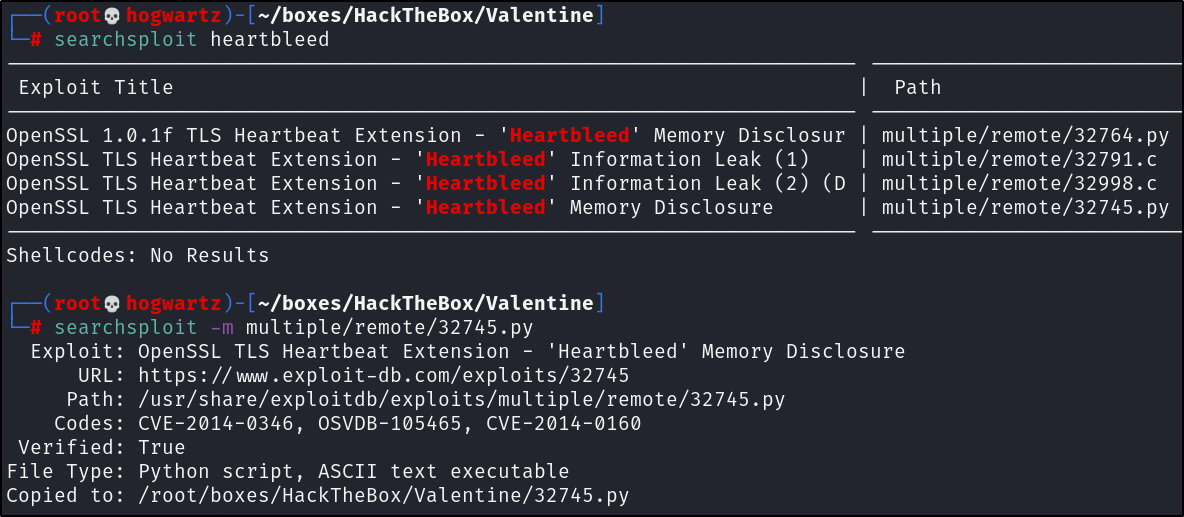 ┌──(root💀hogwartz)-[~/boxes/HackTheBox/Valentine]
└─# searchsploit heartbleed
Exploit Title | Path
OpenSSL 1.0.1f TLS Heartbeat Extension - 'Heartbleed' Memory Disclosur | multiple/remote/32764.py
OpenSSL TLS Heartbeat Extension - 'Heartbleed' Information Leak (1) | multiple/remote/32791.c
OpenSSL TLS Heartbeat Extension - 'Heartbleed' Information Leak (2) (D | multiple/remote/32998.c
OpenSSL TLS Heartbeat Extension - 'Heartbleed' Memory Disclosure | multiple/remote/32745.py
Shellcodes: No Results
┌──(root💀hogwartz)-[~/boxes/HackTheBox/Valentine]
└─# searchsploit -m multiple/remote/32745.py
Exploit: OpenSSL TLS Heartbeat Extension - 'Heartbleed' Memory Disclosure
URL: https://www.exploit-db.com/exploits/32745
Path: /usr/share/exploitdb/exploits/multiple/remote/32745.py
Codes: CVE-2014-0346, OSVDB-105465, CVE-2014-0160
Verified: True
File Type: Python script, ASCII text executable
Copied to: /root/boxes/HackTheBox/Valentine/32745.py